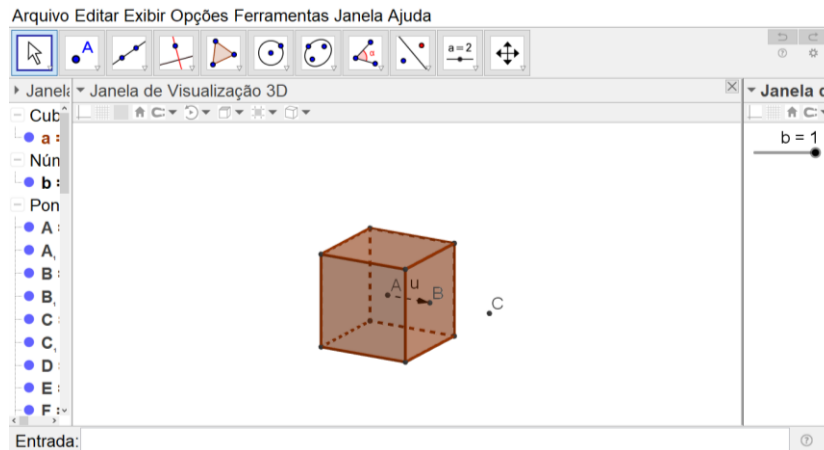 Arquivo Editar Exibir Opções Ferramentas Janela Ajuda
A
α
a=2
Janela
Janela de Visualização 3D
Janela
Cub
a
b = 1
Núm
b
Pon
A
A,
B
B,
C
C,
D
E
F
A u B C
Entrada: